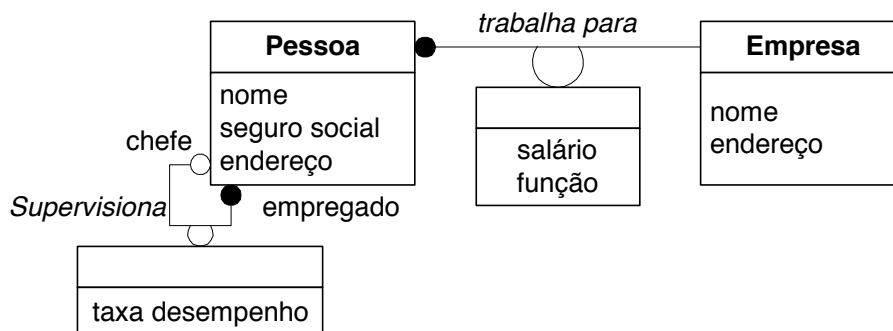 trabalha para
Pessoa
Empresa
nome
seguro social
endereço
nome
endereço
salário
função
chefe
Supervisiona
empregado
taxa desempenho